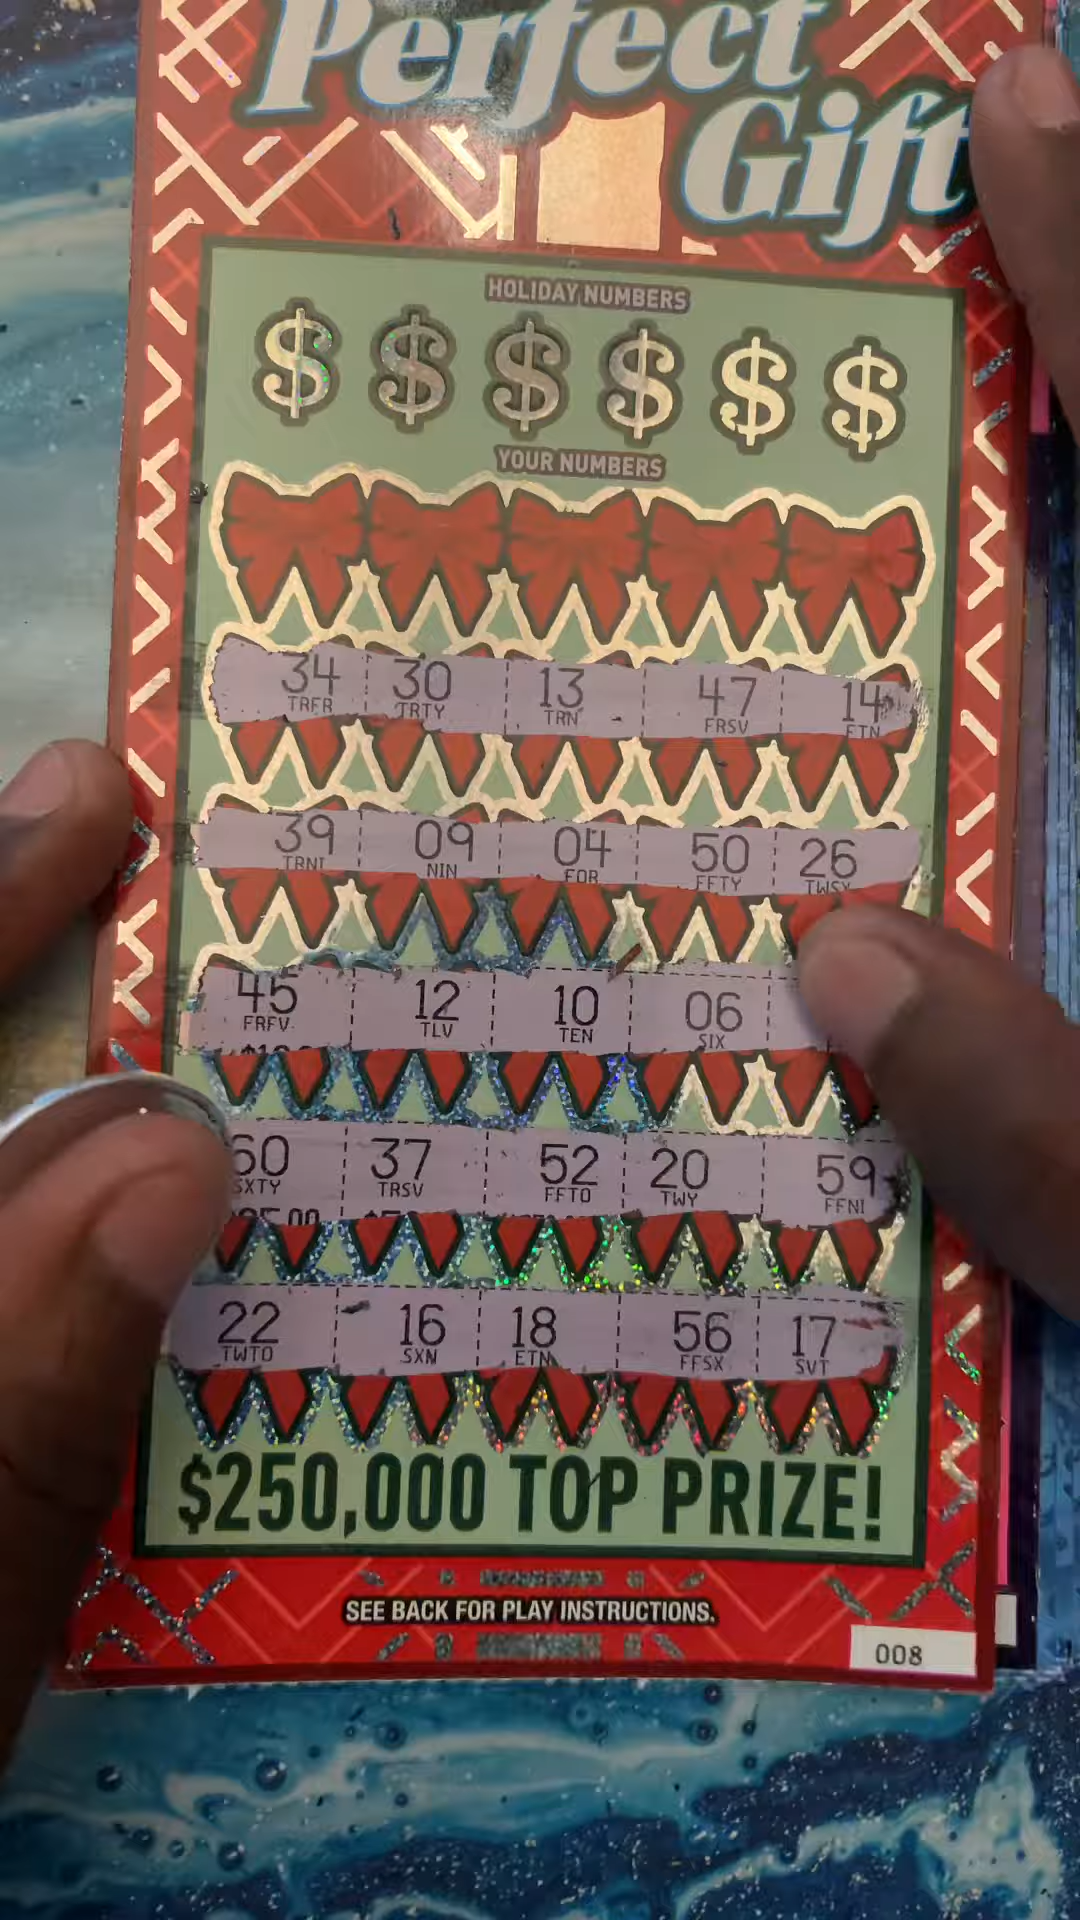 Perfect
Gift
HOLIDAY NUMBERS
$ $ $ $ $ $
YOUR NUMBERS
34 30 13 47 14
TRFR TRTY TRN FRSV ETN
39 09 04 50 26
TRNI NIN FOR FFTY TWSX
45 12 10 06
FRFV TLV TEN SIX
60 37 52 20 59
SXTY TRSV FFTO TWY FFNI
22 16 18 56 17
TWTO SXN ETN FFSX SVT
$250,000 TOP PRIZE!
SEE BACK FOR PLAY INSTRUCTIONS.
008